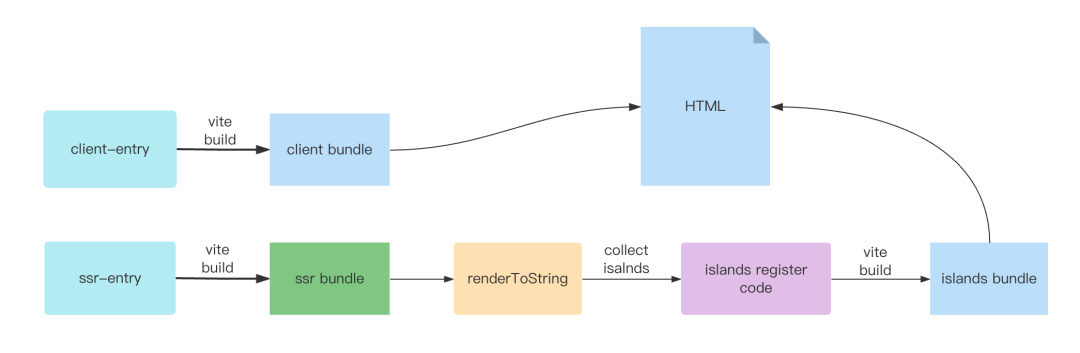 HTML
vite
build
client-entry
client bundle
vite
build
ssr-entry
ssr bundle
renderToString
collect
isalnds
islands register
code
vite
build
islands bundle